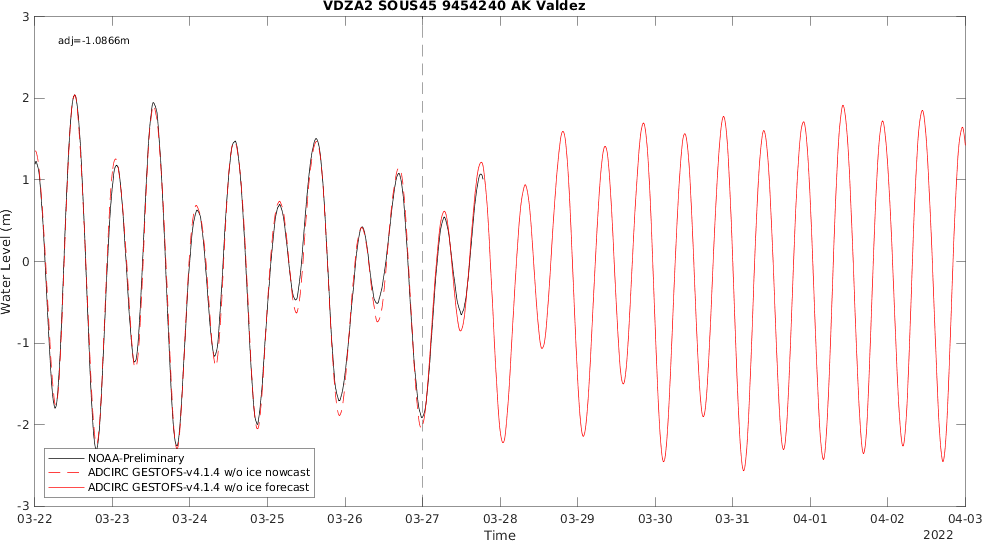 VDZA2 SOUS45 9454240 AK Valdez
adj=-1.0866m
3
2
1
0
-1
-2
-3
Water Level (m)
NOAA-Preliminary
ADCIRC GESTOFS-v4.1.4 w/o ice nowcast
ADCIRC GESTOFS-v4.1.4 w/o ice forecast
03-22 03-23 03-24 03-25 03-26 03-27 03-28 03-29 03-30 03-31 04-01 04-02 04-03
Time
2022